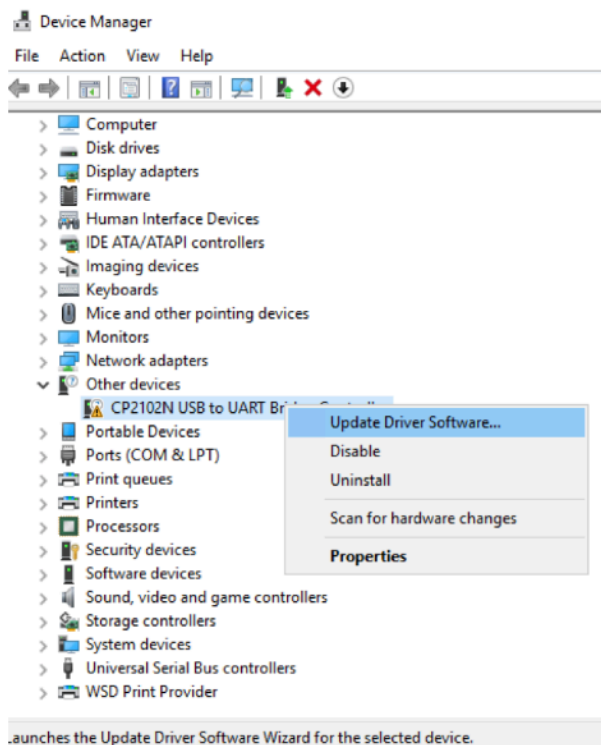 Device Manager
File Action View Help
Computer
Disk drives
Display adapters
Firmware
Human Interface Devices
IDE ATA/ATAPI controllers
Imaging devices
Keyboards
Mice and other pointing devices
Monitors
Network adapters
Other devices
CP2102N USB to UART
Update Driver Software...
Disable
Uninstall
Scan for hardware changes
Properties
Portable Devices
Ports (COM & LPT)
Print queues
Printers
Processors
Security devices
Software devices
Sound, video and game controllers
Storage controllers
System devices
Universal Serial Bus controllers
WSD Print Provider
Launches the Update Driver Software Wizard for the selected device.